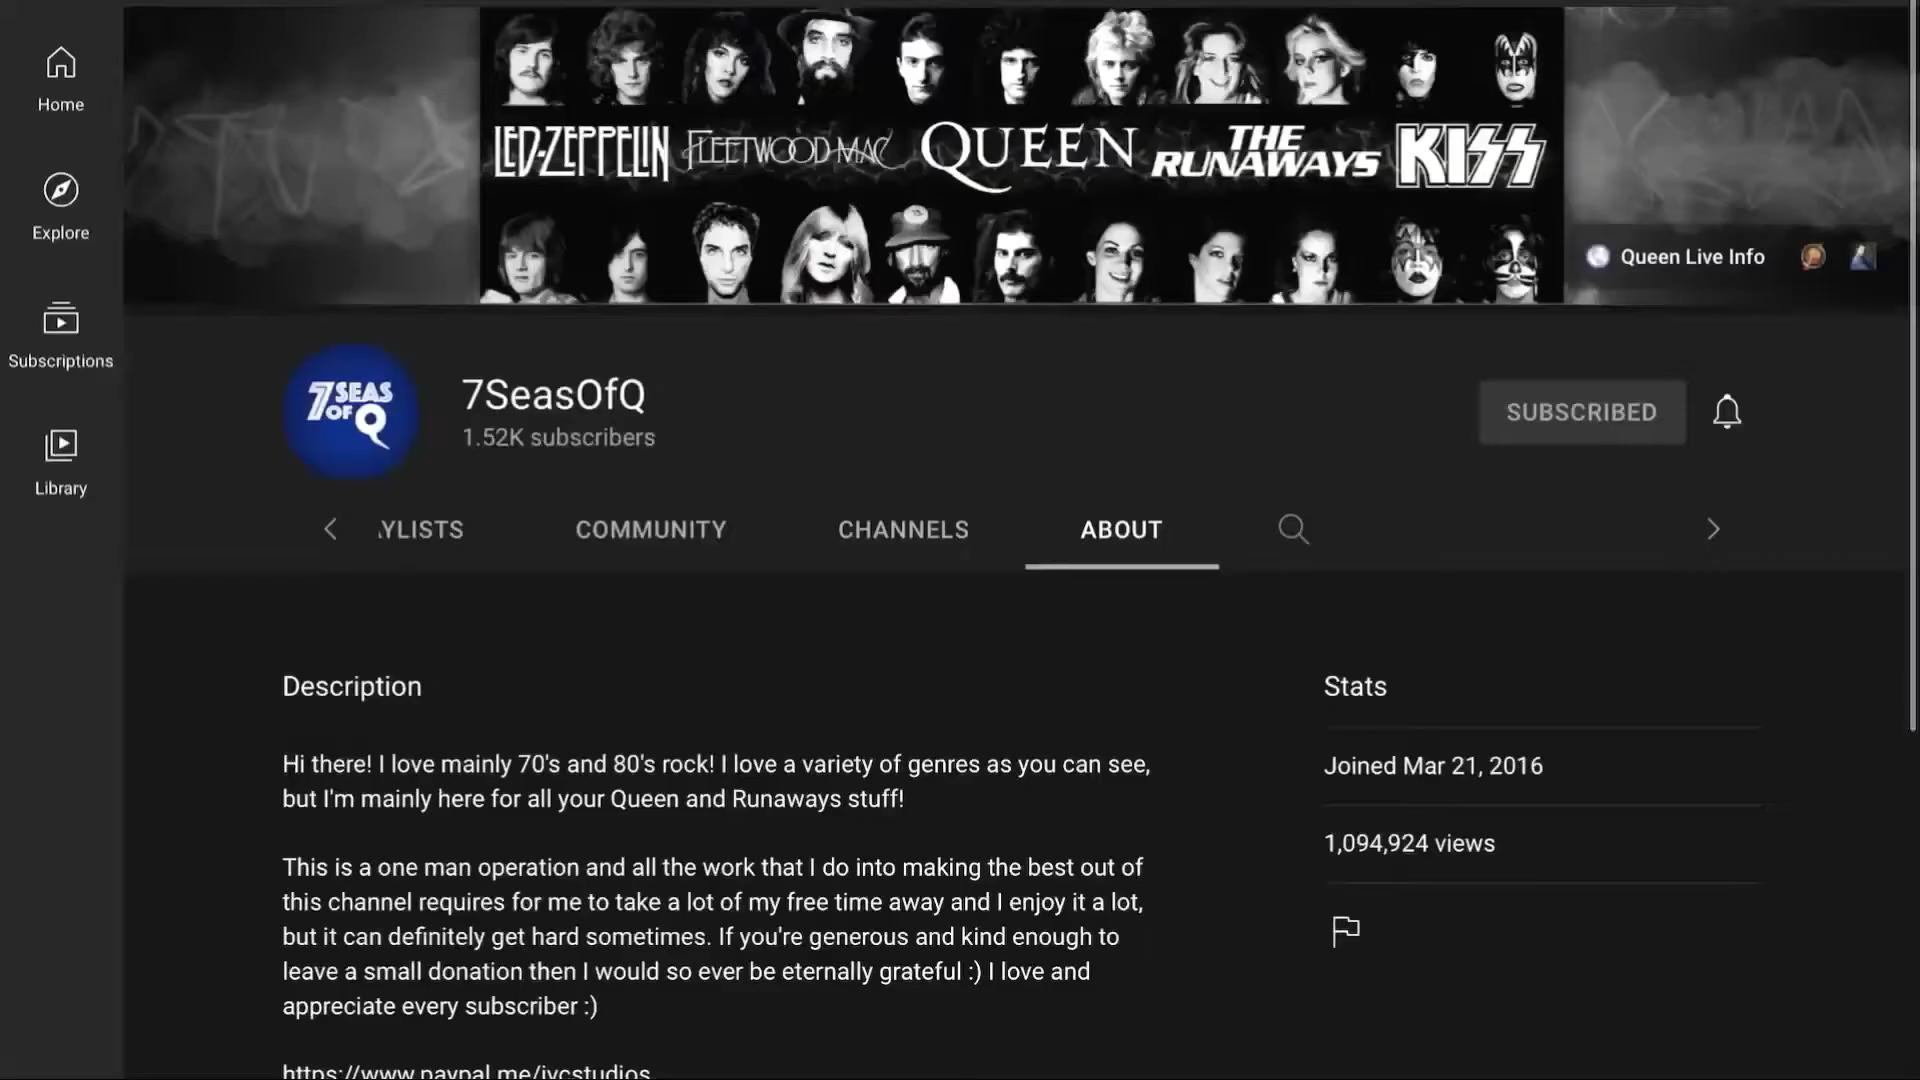 Home
Explore
Subscriptions
Library
LED-ZEPPELIN FLEETWOOD MAC QUEEN THE RUNAWAYS KISS
Queen Live Info
7 SEAS OF Q
7SeasOfQ
1.52K subscribers
SUBSCRIBED
YLISTS COMMUNITY CHANNELS ABOUT
Description
Hi there! I love mainly 70's and 80's rock! I love a variety of genres as you can see,
but I'm mainly here for all your Queen and Runaways stuff!
This is a one man operation and all the work that I do into making the best out of
this channel requires for me to take a lot of my free time away and I enjoy it a lot,
but it can definitely get hard sometimes. If you're generous and kind enough to
leave a small donation then I would so ever be eternally grateful :) I love and
appreciate every subscriber :)
https://www.paypal.me/jvcstudios
Stats
Joined Mar 21, 2016
1,094,924 views